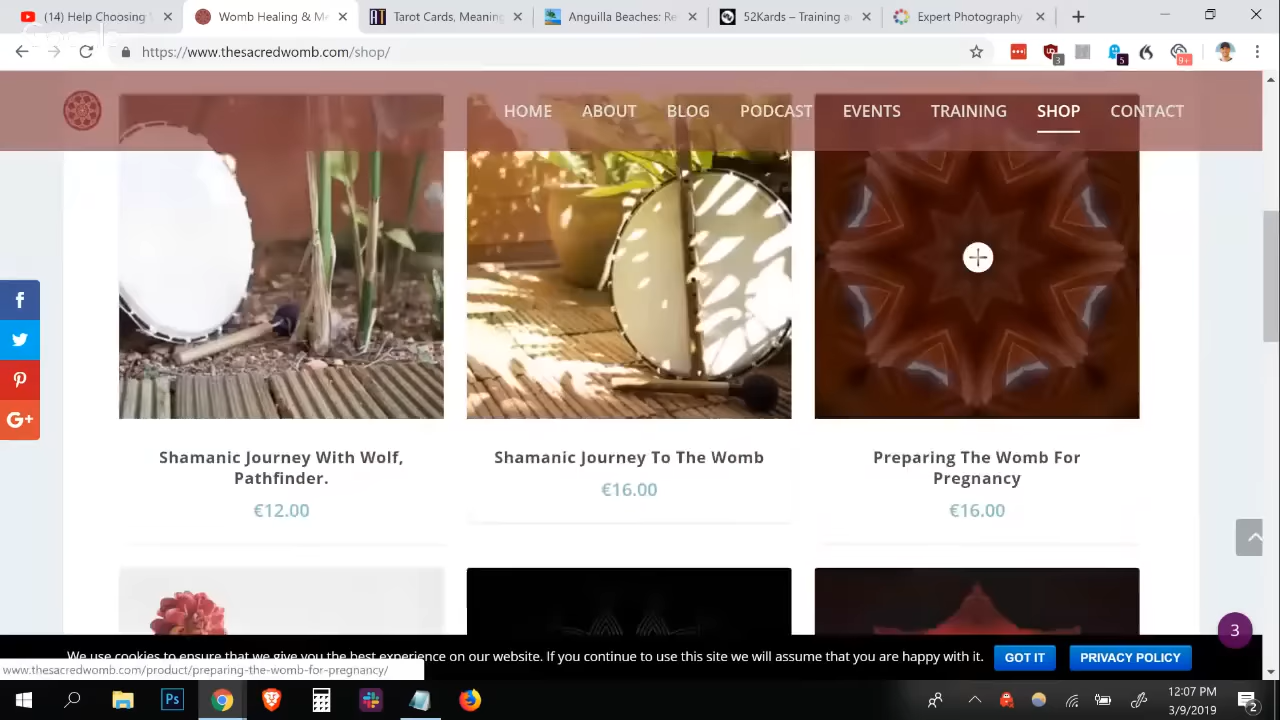 (14) Help Choosing
Womb Healing & Me
Tarot Cards, Meaning
Anguilla Beaches: Re
52Kards – Training a
Expert Photography
https://www.thesacredwomb.com/shop/
HOME ABOUT BLOG PODCAST EVENTS TRAINING SHOP CONTACT
Shamanic Journey With Wolf,
Pathfinder.
€12.00
Shamanic Journey To The Womb
€16.00
Preparing The Womb For
Pregnancy
€16.00
3
We use cookies to ensure that we give you the best experience on our website. If you continue to use this site we will assume that you are happy with it.
GOT IT
PRIVACY POLICY
www.thesacredwomb.com/product/preparing-the-womb-for-pregnancy/
12:07 PM
3/9/2019